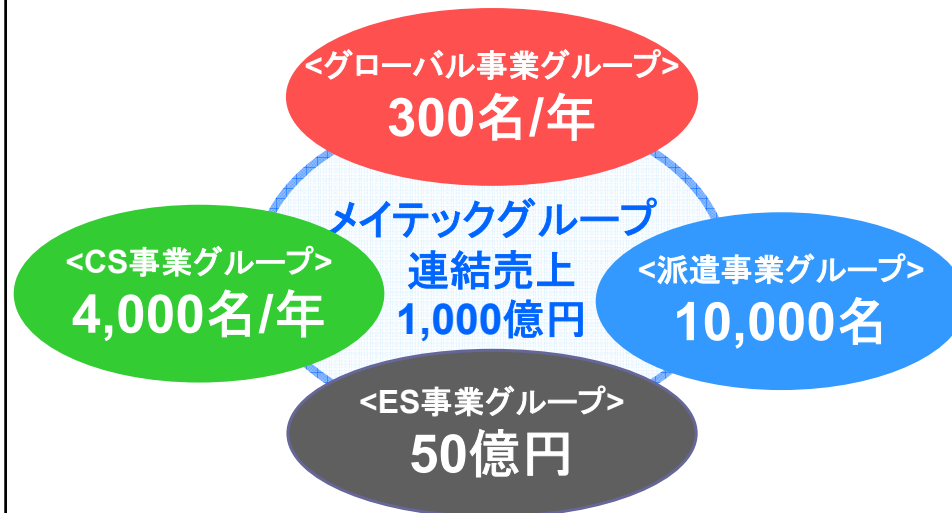 <グローバル事業グループ>
300名/年
メイテックグループ
連結売上
1,000億円
<CS事業グループ>
4,000名/年
<派遣事業グループ>
10,000名
<ES事業グループ>
50億円